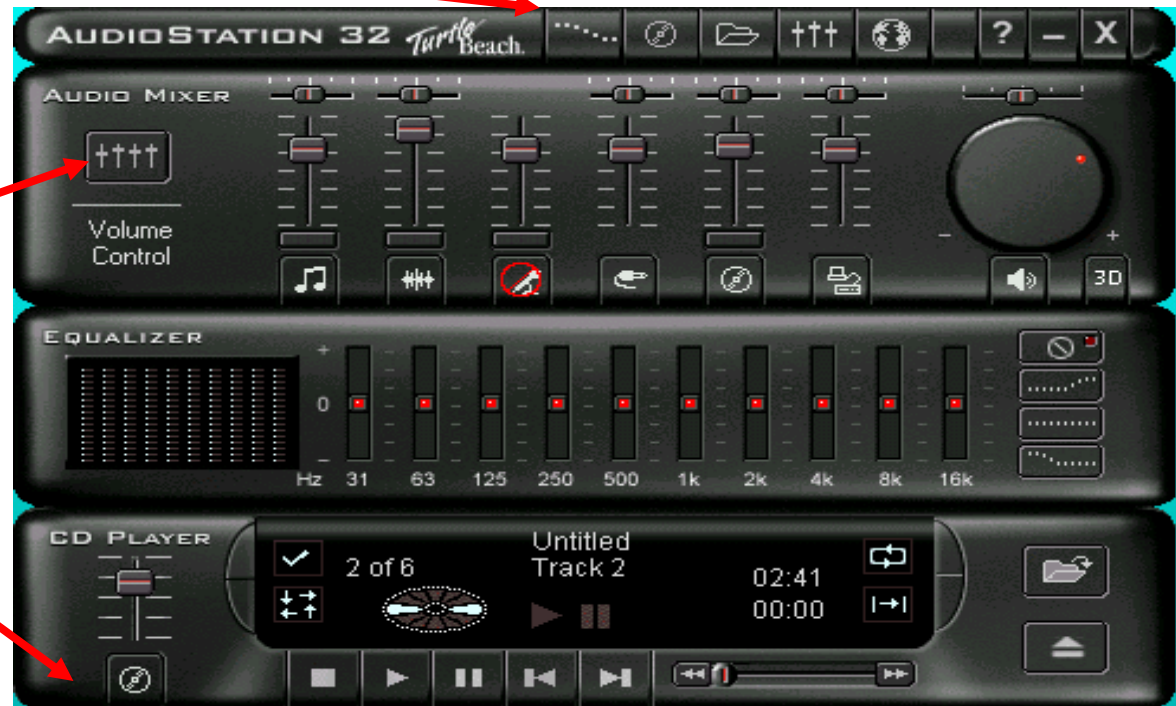 AUDIOSTATION 32 Turtle Beach. ? – X
AUDIO MIXER
Volume
Control
– +
3D
EQUALIZER
+
0
–
Hz 31 63 125 250 500 1k 2k 4k 8k 16k
CD PLAYER
Untitled
2 of 6 Track 2
02:41
00:00